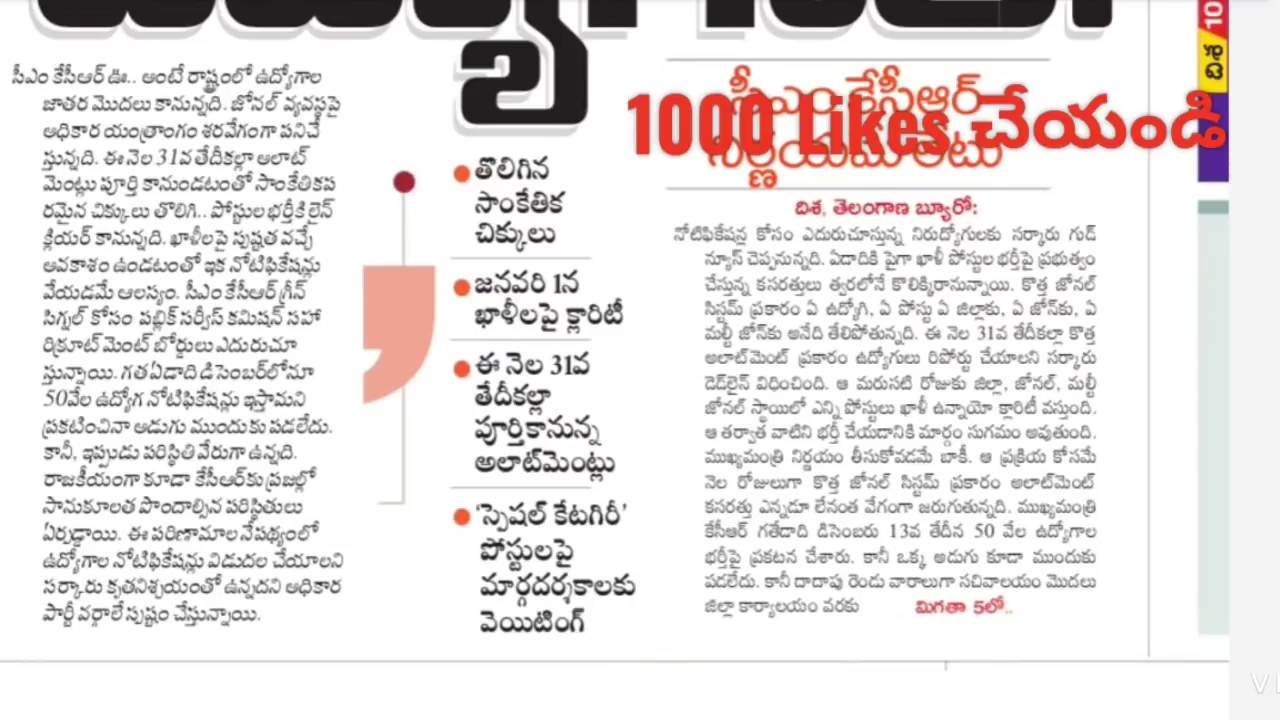 సీఎం కేసీఆర్ ఊ.. అంటే రాష్ట్రంలో ఉద్యోగాల
జాతర మొదలు కానున్నది. జోనల్ వ్యవస్థపై
అధికార యంత్రాంగం శరవేగంగా పనిచే
స్తున్నది. ఈ నెల 31వ తేదీకల్లా అలాట్
మెంట్లు పూర్తి కానుండటంతో సాంకేతికప
రమైన చిక్కులు తొలగి.. పోస్టుల భర్తీకి లైన్
క్లియర్ కానున్నది. ఖాళీలపై స్పష్టత వచ్చే
అవకాశం ఉండటంతో ఇక నోటిఫికేషన్లు
వేయడమే ఆలస్యం. సీఎం కేసీఆర్ గ్రీన్
సిగ్నల్ కోసం పబ్లిక్ సర్వీస్ కమిషన్ సహా
రిక్రూట్‌మెంట్ బోర్డులు ఎదురుచూ
స్తున్నాయి. గత ఏడాది డిసెంబర్‌లోనూ
50వేల ఉద్యోగ నోటిఫికేషన్లు ఇస్తామని
ప్రకటించినా అడుగు ముందుకు పడలేదు.
కానీ, ఇప్పుడు పరిస్థితి వేరుగా ఉన్నది.
రాజకీయంగా కూడా కేసీఆర్‌కు ప్రజల్లో
సానుకూలత పొందాల్సిన పరిస్థితులు
ఏర్పడ్డాయి. ఈ పరిణామాల నేపథ్యంలో
ఉద్యోగాల నోటిఫికేషన్లు విడుదల చేయాలని
సర్కారు కృతనిశ్చయంతో ఉన్నదని అధికార
పార్టీ వర్గాలే స్పష్టం చేస్తున్నాయి.
తొలిగిన
సాంకేతిక
చిక్కులు
జనవరి 1న
ఖాళీలపై క్లారిటీ
ఈ నెల 31వ
తేదీకల్లా
పూర్తికానున్న
అలాట్‌మెంట్లు
'స్పెషల్ కేటగిరీ'
పోస్టులపై
మార్గదర్శకాలకు
వెయిటింగ్
సీఎం కేసీఆర్
1000 Likes చేయండి
నిర్ణయమే తరువాయి
దిశ, తెలంగాణ బ్యూరో:
నోటిఫికేషన్ల కోసం ఎదురుచూస్తున్న నిరుద్యోగులకు సర్కారు గుడ్
న్యూస్ చెప్పనున్నది. ఏడాదికి పైగా ఖాళీ పోస్టుల భర్తీపై ప్రభుత్వం
చేస్తున్న కసరత్తులు త్వరలోనే కొలిక్కిరానున్నాయి. కొత్త జోనల్
సిస్టమ్ ప్రకారం ఏ ఉద్యోగి, ఏ పోస్టు ఏ జిల్లాకు, ఏ జోన్‌కు, ఏ
మల్టీ జోన్‌కు అనేది తేలిపోతున్నది. ఈ నెల 31వ తేదీకల్లా కొత్త
అలాట్‌మెంట్ ప్రకారం ఉద్యోగులు రిపోర్టు చేయాలని సర్కారు
డెడ్‌లైన్ విధించింది. ఆ మరుసటి రోజుకు జిల్లా, జోనల్, మల్టీ
జోనల్ స్థాయిలో ఎన్ని పోస్టులు ఖాళీ ఉన్నాయో క్లారిటీ వస్తుంది.
ఆ తర్వాత వాటిని భర్తీ చేయడానికి మార్గం సుగమం అవుతుంది.
ముఖ్యమంత్రి నిర్ణయం తీసుకోవడమే బాకీ. ఆ ప్రక్రియ కోసమే
నెల రోజులుగా కొత్త జోనల్ సిస్టమ్ ప్రకారం అలాట్‌మెంట్
కసరత్తు ఎన్నడూ లేనంత వేగంగా జరుగుతున్నది. ముఖ్యమంత్రి
కేసీఆర్ గతేడాది డిసెంబరు 13వ తేదీన 50 వేల ఉద్యోగాల
భర్తీపై ప్రకటన చేశారు. కానీ ఒక్క అడుగు కూడా ముందుకు
పడలేదు. కానీ దాదాపు రెండు వారాలుగా సచివాలయం మొదలు
జిల్లా కార్యాలయం వరకు మిగతా 5లో..
దిశ
10